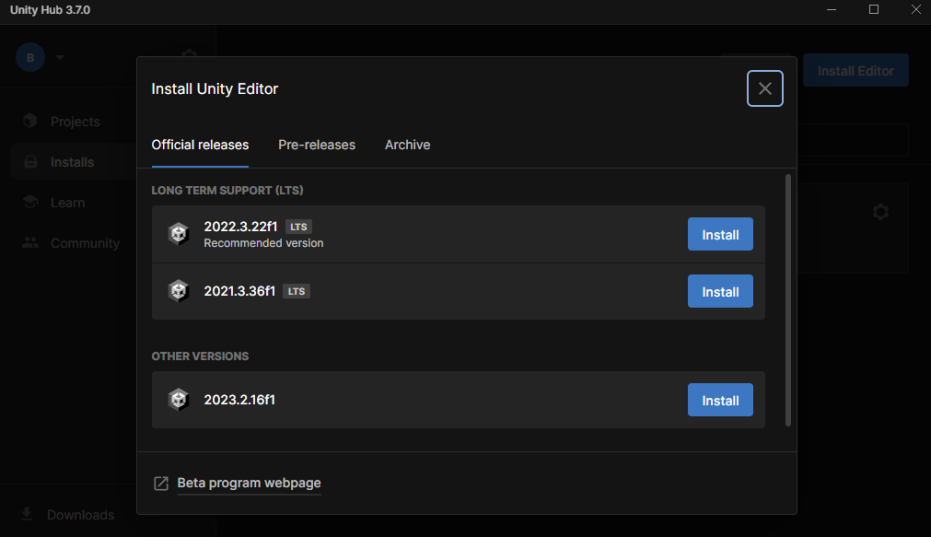 Unity Hub 3.7.0
B
Install Editor
Install Unity Editor
Projects
Official releases
Pre-releases
Archive
Installs
LONG TERM SUPPORT (LTS)
Learn
2022.3.22f1 LTS
Install
Recommended version
Community
2021.3.36f1 LTS
Install
OTHER VERSIONS
2023.2.16f1
Install
Beta program webpage
Downloads